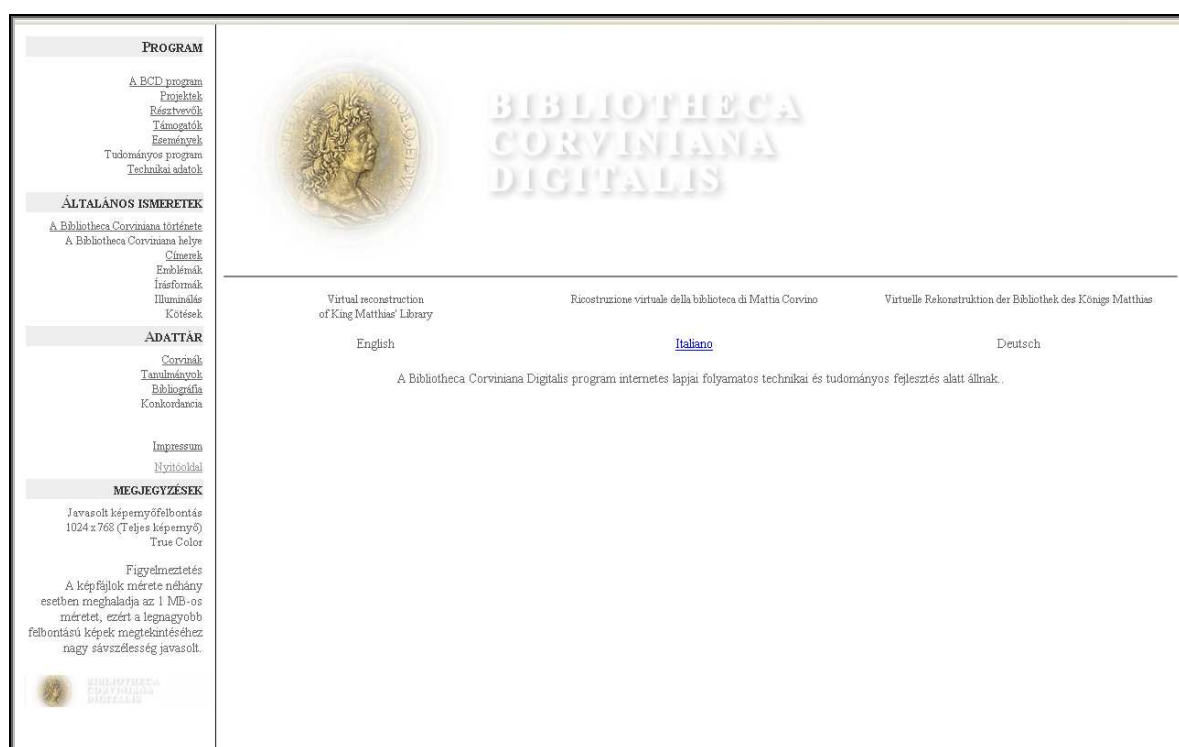 PROGRAM
A BCD program
Projektek
Résztvevők
Támogatók
Események
Tudományos program
Technikai adatok
ÁLTALÁNOS ISMERETEK
A Bibliotheca Corviniana története
A Bibliotheca Corviniana helye
Címerek
Emblémák
Írásformák
Illuminálás
Kötések
ADATTÁR
Corvinák
Tanulmányok
Bibliográfia
Konkordancia
Impressum
Nyitóoldal
MEGJEGYZÉSEK
Javasolt képernyőfelbontás
1024 x 768 (Teljes képernyő)
True Color
Figyelmeztetés
A képfájlok mérete néhány
esetben meghaladja az 1 MB-os
méretet, ezért a legnagyobb
felbontású képek megtekintéséhez
nagy sávszélesség javasolt.
BIBLIOTHECA
CORVINIANA
DIGITALIS
BIBLIOTHECA
CORVINIANA
DIGITALIS
Virtual reconstruction
of King Matthias' Library
English
Ricostruzione virtuale della biblioteca di Mattia Corvino
Italiano
Virtuelle Rekonstruktion der Bibliothek des Königs Matthias
Deutsch
A Bibliotheca Corviniana Digitalis program internetes lapjai folyamatos technikai és tudományos fejlesztés alatt állnak..